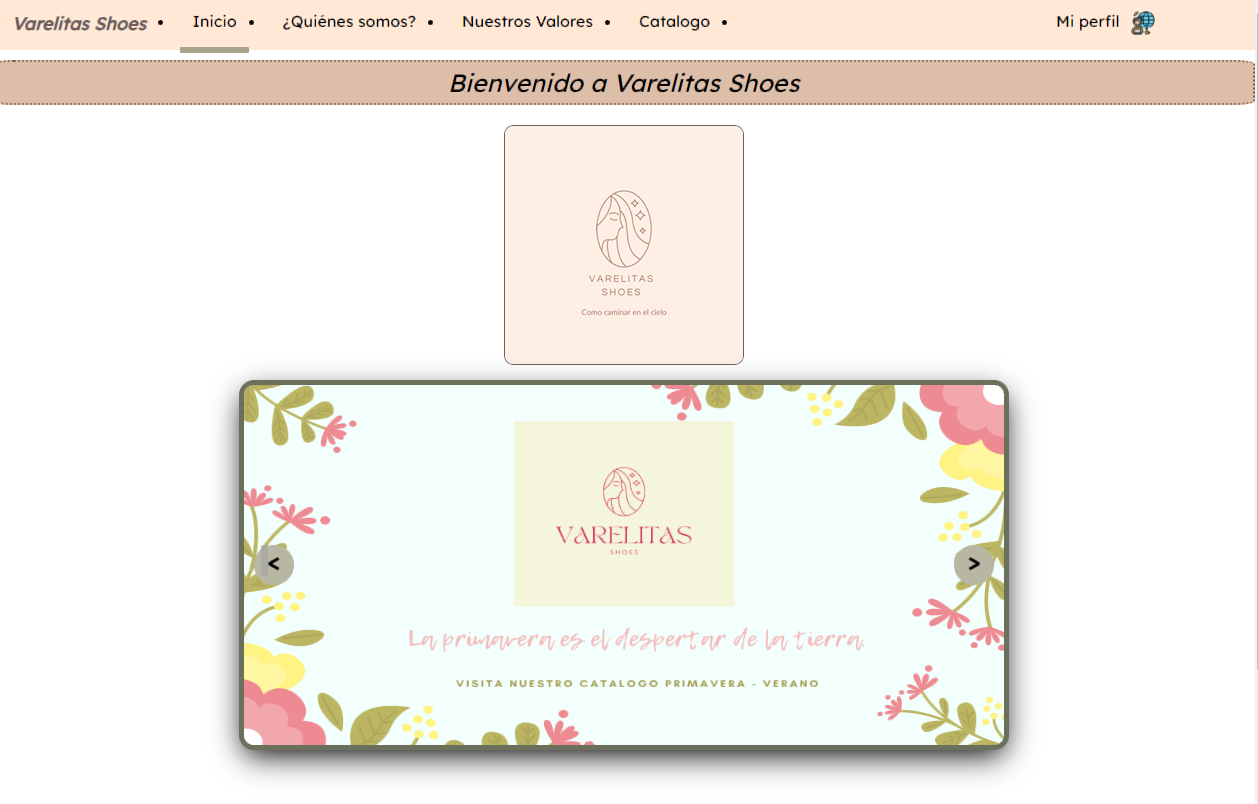 Varelitas Shoes • Inicio • ¿Quiénes somos? • Nuestros Valores • Catalogo • Mi perfil
Bienvenido a Varelitas Shoes
VARELITAS
SHOES
Como caminar en el cielo
VARELITAS
SHOES
< >
La primavera es el despertar de la tierra.
VISITA NUESTRO CATALOGO PRIMAVERA - VERANO